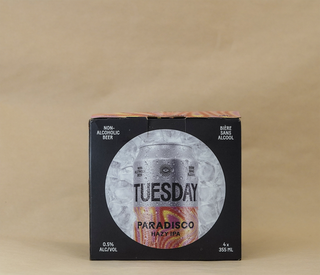 NON-
ALCOHOLIC
BEER
BIÈRE
SANS
ALCOOL
TUESDAY
PARADISCO
HAZY IPA
0.5%
ALC/VOL
4 x
355 ML